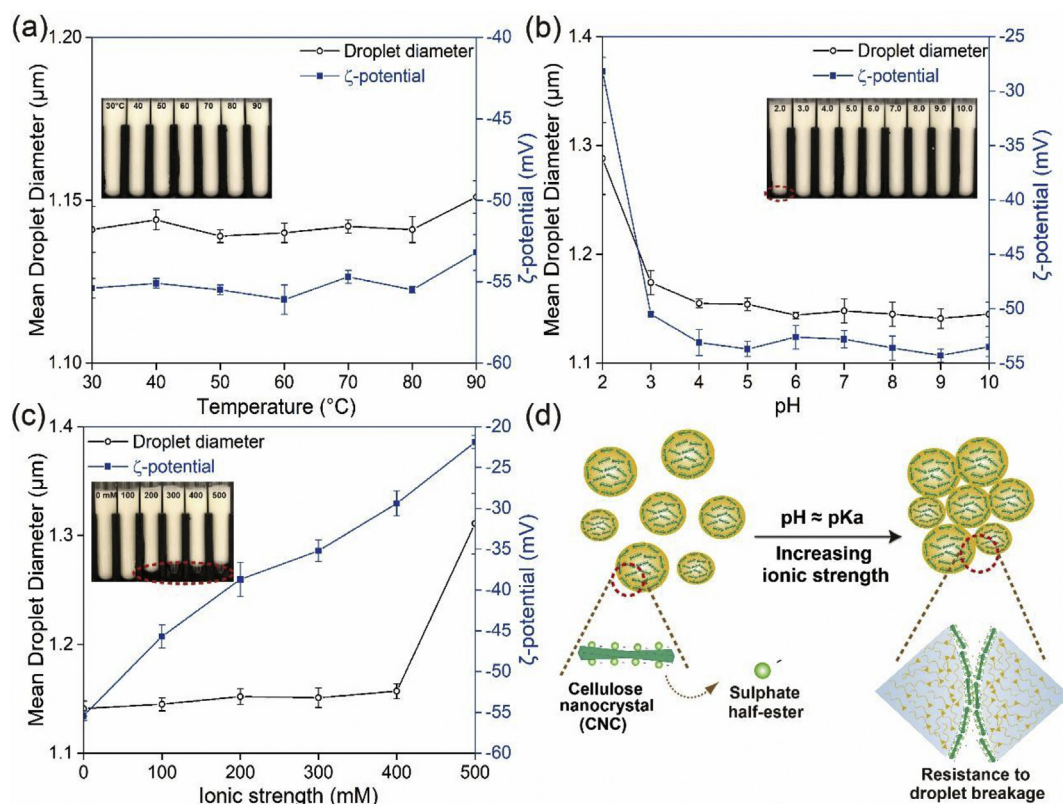 (a)
1.20
1.15
1.10
Mean Droplet Diameter (μm)
Droplet diameter
ζ-potential
30°C 40 50 60 70 80 90
-40
-45
-50
-55
-60
ζ-potential (mV)
30 40 50 60 70 80 90
Temperature (°C)
(b)
1.4
1.3
1.2
1.1
Mean Droplet Diameter (μm)
Droplet diameter
ζ-potential
2.0 3.0 4.0 5.0 6.0 7.0 8.0 9.0 10.0
-25
-30
-35
-40
-45
-50
-55
ζ-potential (mV)
2 3 4 5 6 7 8 9 10
pH
(c)
1.4
1.3
1.2
1.1
Mean Droplet Diameter (μm)
Droplet diameter
ζ-potential
0 mM 100 200 300 400 500
-20
-25
-30
-35
-40
-45
-50
-55
-60
ζ-potential (mV)
0 100 200 300 400 500
Ionic strength (mM)
(d)
pH ≈ pKa
Increasing
ionic strength
Cellulose
nanocrystal
(CNC)
Sulphate
half-ester
Resistance to
droplet breakage